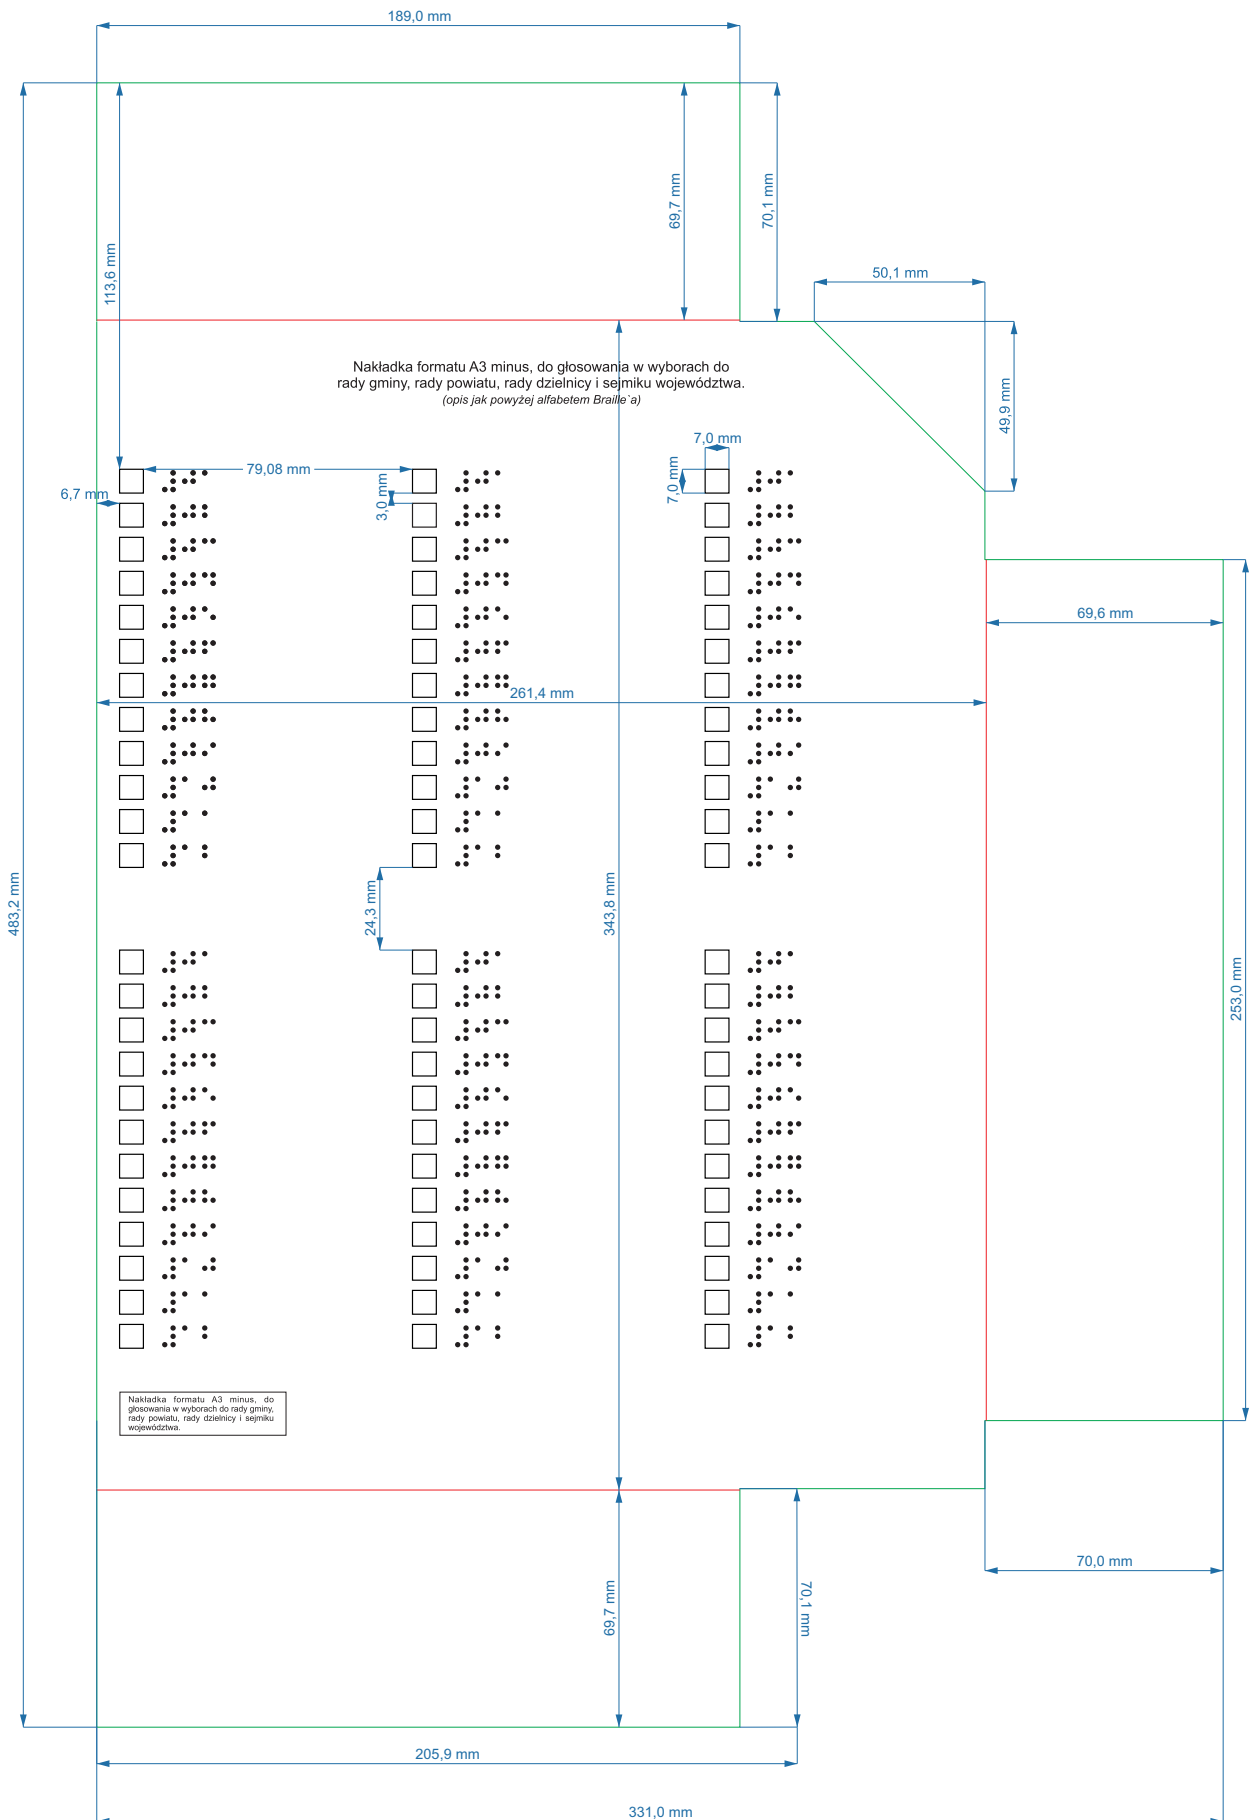 189,0 mm
69,7 mm
70,1 mm
113,6 mm
50,1 mm
49,9 mm
Nakładka formatu A3 minus, do głosowania w wyborach do
rady gminy, rady powiatu, rady dzielnicy i sejmiku województwa.
(opis jak powyżej alfabetem Braille`a)
7,0 mm
79,08 mm
7,0 mm
6,7 mm
3,0 mm
69,6 mm
261,4 mm
24,3 mm
483,2 mm
343,8 mm
253,0 mm
Nakładka formatu A3 minus, do
głosowania w wyborach do rady gminy,
rady powiatu, rady dzielnicy i sejmiku
województwa.
70,0 mm
69,7 mm
70,1 mm
205,9 mm
331,0 mm